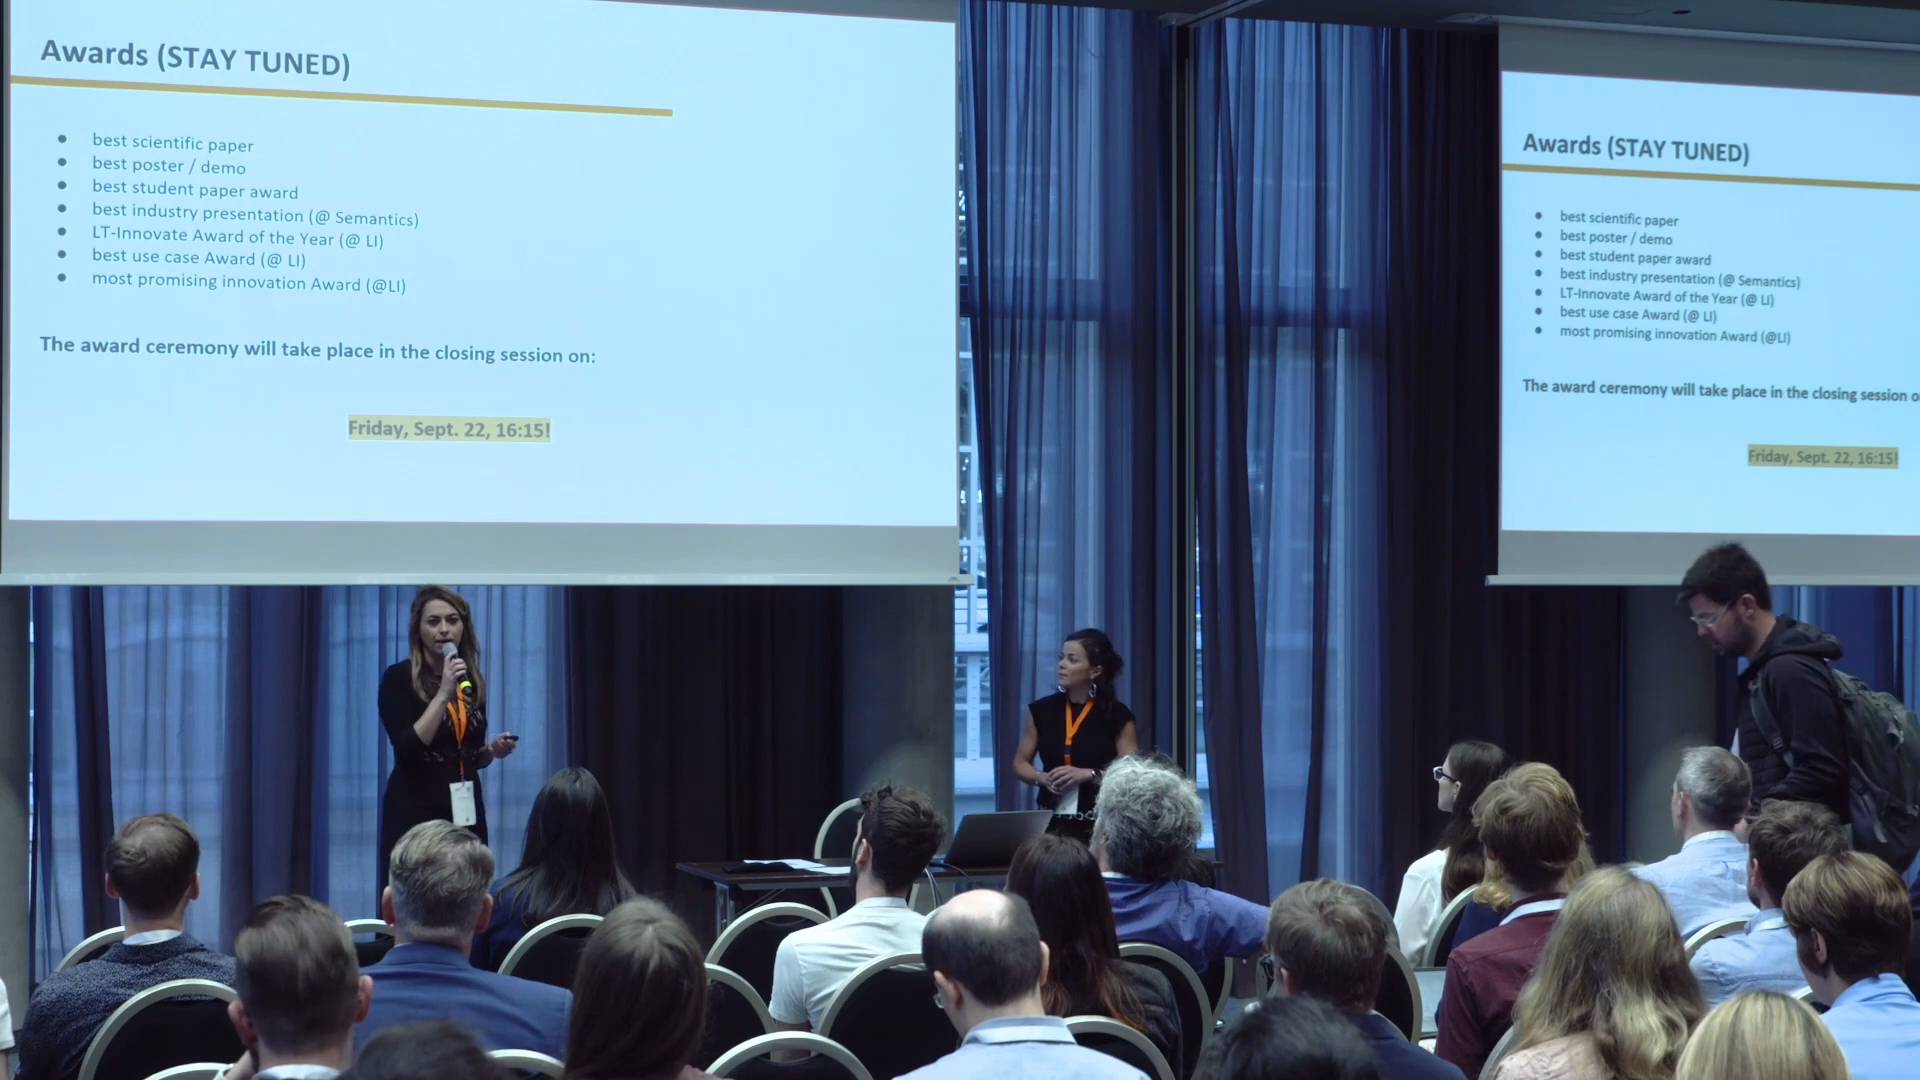 Awards (STAY TUNED)
● best scientific paper
● best poster / demo
● best student paper award
● best industry presentation (@ Semantics)
● LT-Innovate Award of the Year (@ LI)
● best use case Award (@ LI)
● most promising innovation Award (@LI)
The award ceremony will take place in the closing session on:
Friday, Sept. 22, 16:15!
Awards (STAY TUNED)
● best scientific paper
● best poster / demo
● best student paper award
● best industry presentation (@ Semantics)
● LT-Innovate Award of the Year (@ LI)
● best use case Award (@ LI)
● most promising innovation Award (@LI)
The award ceremony will take place in the closing session o
Friday, Sept. 22, 16:15!